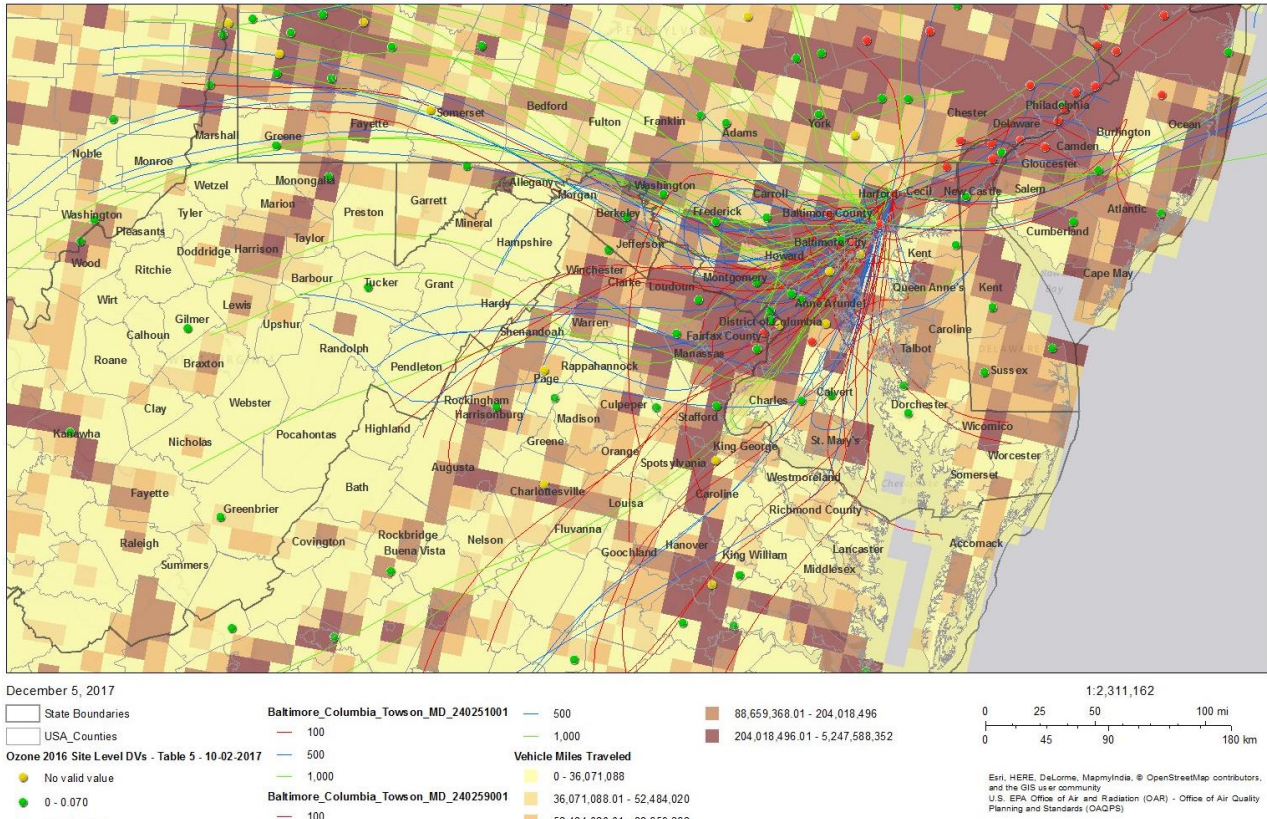 PENNSYLVANIA
Bedford
Somerset
Fulton
Franklin
Adams
York
Chester
Philadelphia
Delaware
Burlington
Ocean
Camden
Gloucester
Marshall
Greene
Fayette
Noble
Monroe
Wetzel
Monongalia
Marion
Preston
Garrett
Allegany
Morgan
Washington
Carroll
Harford
Cecil
New Castle
Salem
Atlantic
Washington
Pleasants
Tyler
Taylor
Mineral
Berkeley
Frederick
Baltimore County
Cumberland
Wood
Ritchie
Doddridge
Harrison
Barbour
Hampshire
Jefferson
Baltimore City
Howard
Kent
Cape May
Wirt
Lewis
Tucker
Grant
Winchester
Clarke
Loudoun
Montgomery
Queen Anne's
Kent
Calhoun
Gilmer
Upshur
Hardy
Anne Arundel
Roane
Braxton
Randolph
Shenandoah
Warren
District of Columbia
Fairfax County
Caroline
Talbot
DELAWARE
Manassas
Pendleton
Rappahannock
Page
Sussex
Clay
Webster
Rockingham
Harrisonburg
Culpeper
Madison
Stafford
Charles
Calvert
Dorchester
Kanawha
Nicholas
Pocahontas
Highland
Greene
Orange
King George
St. Mary's
Wicomico
Worcester
Augusta
Spotsylvania
Westmoreland
Somerset
Fayette
Bath
Charlottesville
Louisa
Caroline
Richmond County
Greenbrier
Raleigh
Covington
Rockbridge
Buena Vista
Nelson
Fluvanna
Goochland
Hanover
King William
Lancaster
Accomack
Summers
Middlesex
December 5, 2017
State Boundaries
USA_Counties
Ozone 2016 Site Level DVs - Table 5 - 10-02-2017
No valid value
0 - 0.070
Baltimore_Columbia_Towson_MD_240251001
100
500
1,000
Baltimore_Columbia_Towson_MD_240259001
100
500
1,000
Vehicle Miles Traveled
0 - 36,071,088
36,071,088.01 - 52,484,020
88,659,368.01 - 204,018,496
204,018,496.01 - 5,247,588,352
1:2,311,162
0 25 50 100 mi
0 45 90 180 km
Esri, HERE, DeLorme, MapmyIndia, © OpenStreetMap contributors,
and the GIS user community
U.S. EPA Office of Air and Radiation (OAR) - Office of Air Quality
Planning and Standards (OAQPS)